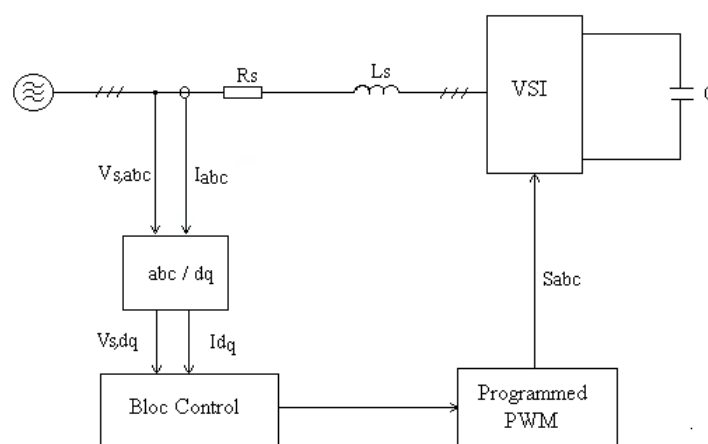 Rs
Ls
VSI
Vs,abc
Iabc
abc / dq
Sabc
Vs,dq
Idq
Bloc Control
Programmed
PWM